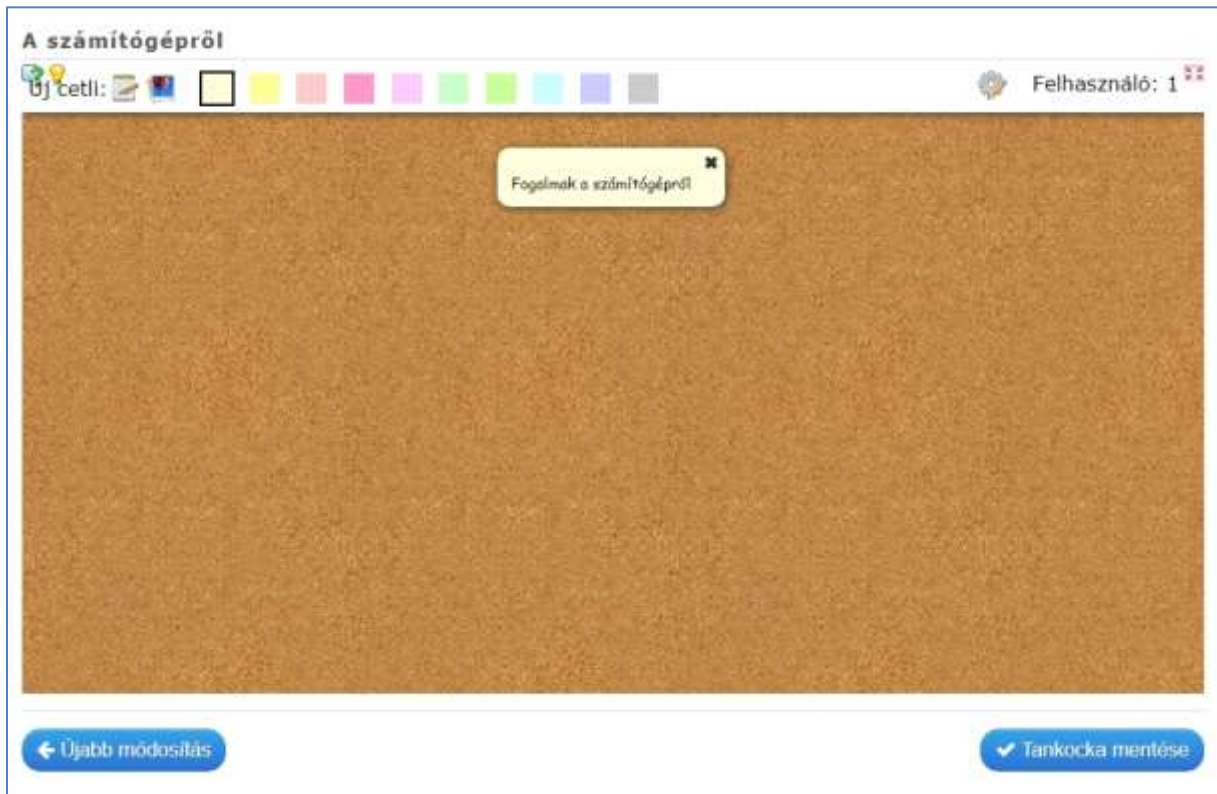 A számítógépről
Új cetli:
Felhasználó: 1
Fogalmak a számítógépről
Újabb módosítás
Tankocka mentése